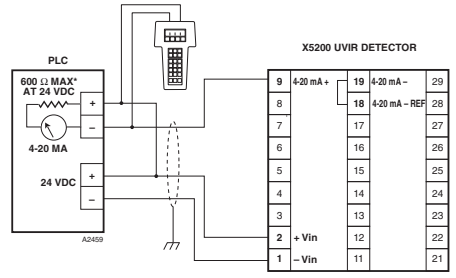 X5200 UVIR DETECTOR
PLC
600 Ω MAX*
AT 24 VDC
+
–
4-20 MA
24 VDC
+
–
A2459
9 4-20 mA + 19 4-20 mA – 29
8 18 4-20 mA – REF 28
7 17 27
6 16 26
5 15 25
4 14 24
3 13 23
2 + Vin 12 22
1 – Vin 11 21